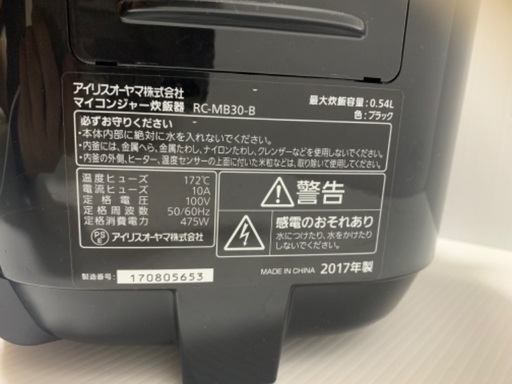 アイリスオーヤマ株式会社
マイコンジャー炊飯器 RC-MB30-B
最大炊飯容量:0.54L
色:ブラック
必ずお守りください
・本体内部に絶対に水を入れないでください。
・内釜には、金属へら、金属たわし、ナイロンたわし、クレンザーなどを使用しないでください。
・内釜の外側、ヒーター、温度センサーの上面に付いた米粒などは、取り除いて使用してください。
温度ヒューズ 172℃
電流ヒューズ 10A
定格電圧 100V
定格周波数 50/60Hz
定格消費電力 475W
PS E アイリスオーヤマ株式会社
警告
感電のおそれあり
水につけたり、水をかけたり
しないでください。
製造番号: 170805653
MADE IN CHINA 2017年製